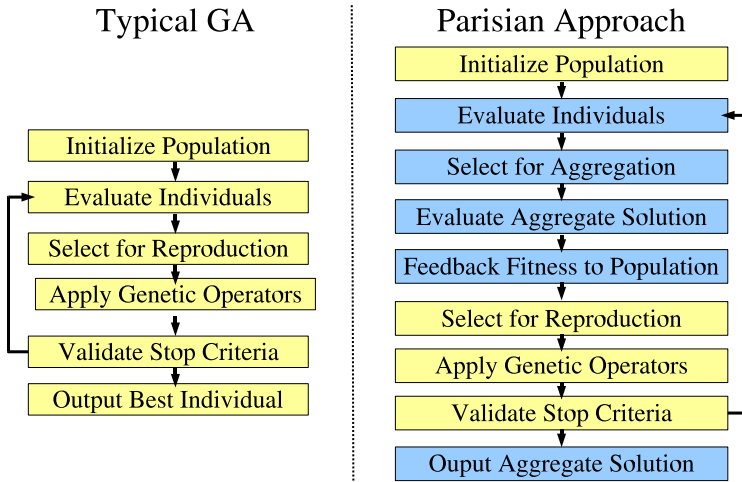 Typical GA
Initialize Population
Evaluate Individuals
Select for Reproduction
Apply Genetic Operators
Validate Stop Criteria
Output Best Individual
Parisian Approach
Initialize Population
Evaluate Individuals
Select for Aggregation
Evaluate Aggregate Solution
Feedback Fitness to Population
Select for Reproduction
Apply Genetic Operators
Validate Stop Criteria
Ouput Aggregate Solution